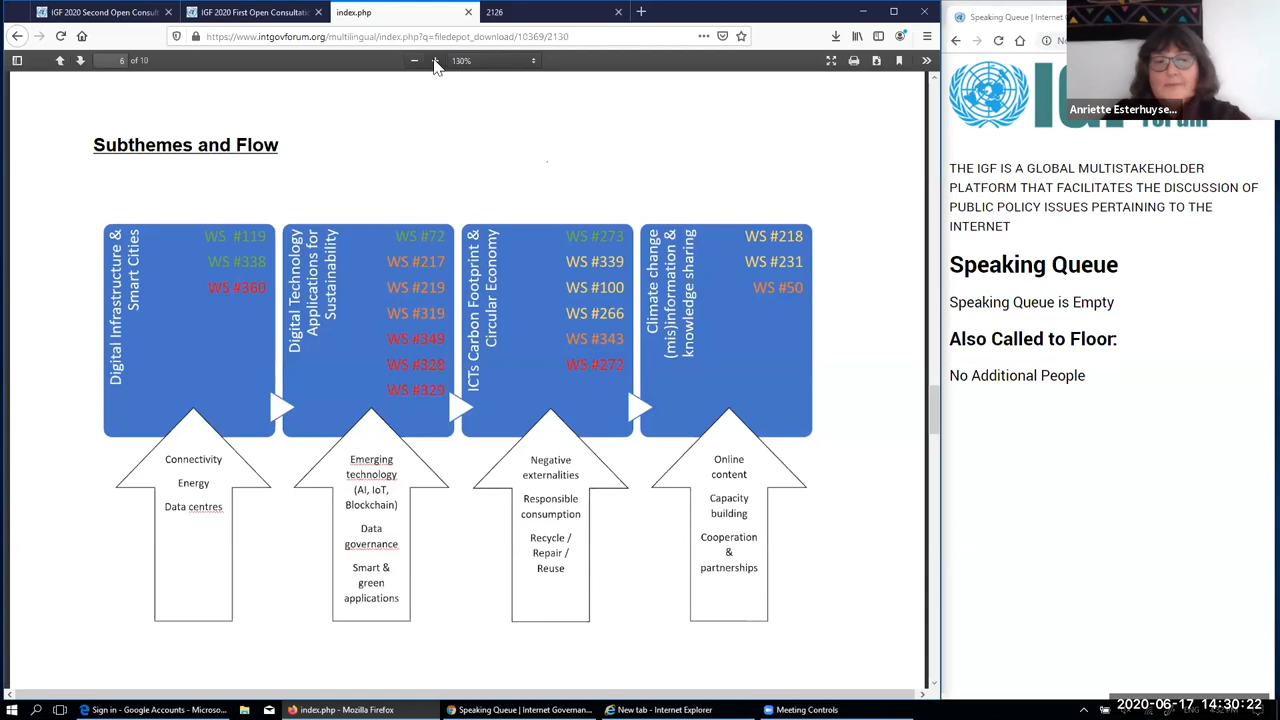 IGF 2020 Second Open Consult
IGF 2020 First Open Consultatio
index.php
2126
https://www.intgovforum.org/multilingual/index.php?q=filedepot_download/10369/2130
6 of 10
130%
Subthemes and Flow
Digital Infrastructure &
Smart Cities
WS #119
WS #338
WS #360
Digital Technology
Applications for
Sustainability
WS #72
WS #217
WS #219
WS #319
WS #349
WS #328
WS #329
ICTs Carbon Footprint &
Circular Economy
WS #273
WS #339
WS #100
WS #266
WS #343
WS #272
Climate change
(mis)information &
knowledge sharing
WS #218
WS #231
WS #50
Connectivity
Energy
Data centres
Emerging
technology
(AI, IoT,
Blockchain)
Data
governance
Smart &
green
applications
Negative
externalities
Responsible
consumption
Recycle /
Repair /
Reuse
Online
content
Capacity
building
Cooperation
&
partnerships
Speaking Queue | Internet
No
Anriette Esterhuyse...
THE IGF IS A GLOBAL MULTISTAKEHOLDER
PLATFORM THAT FACILITATES THE DISCUSSION OF
PUBLIC POLICY ISSUES PERTAINING TO THE
INTERNET
Speaking Queue
Speaking Queue is Empty
Also Called to Floor:
No Additional People
Sign in - Google Accounts - Mozilla...
index.php - Mozilla Firefox
Speaking Queue | Internet Governan...
New tab - Internet Explorer
Meeting Controls
2020-06-17 14:30:22